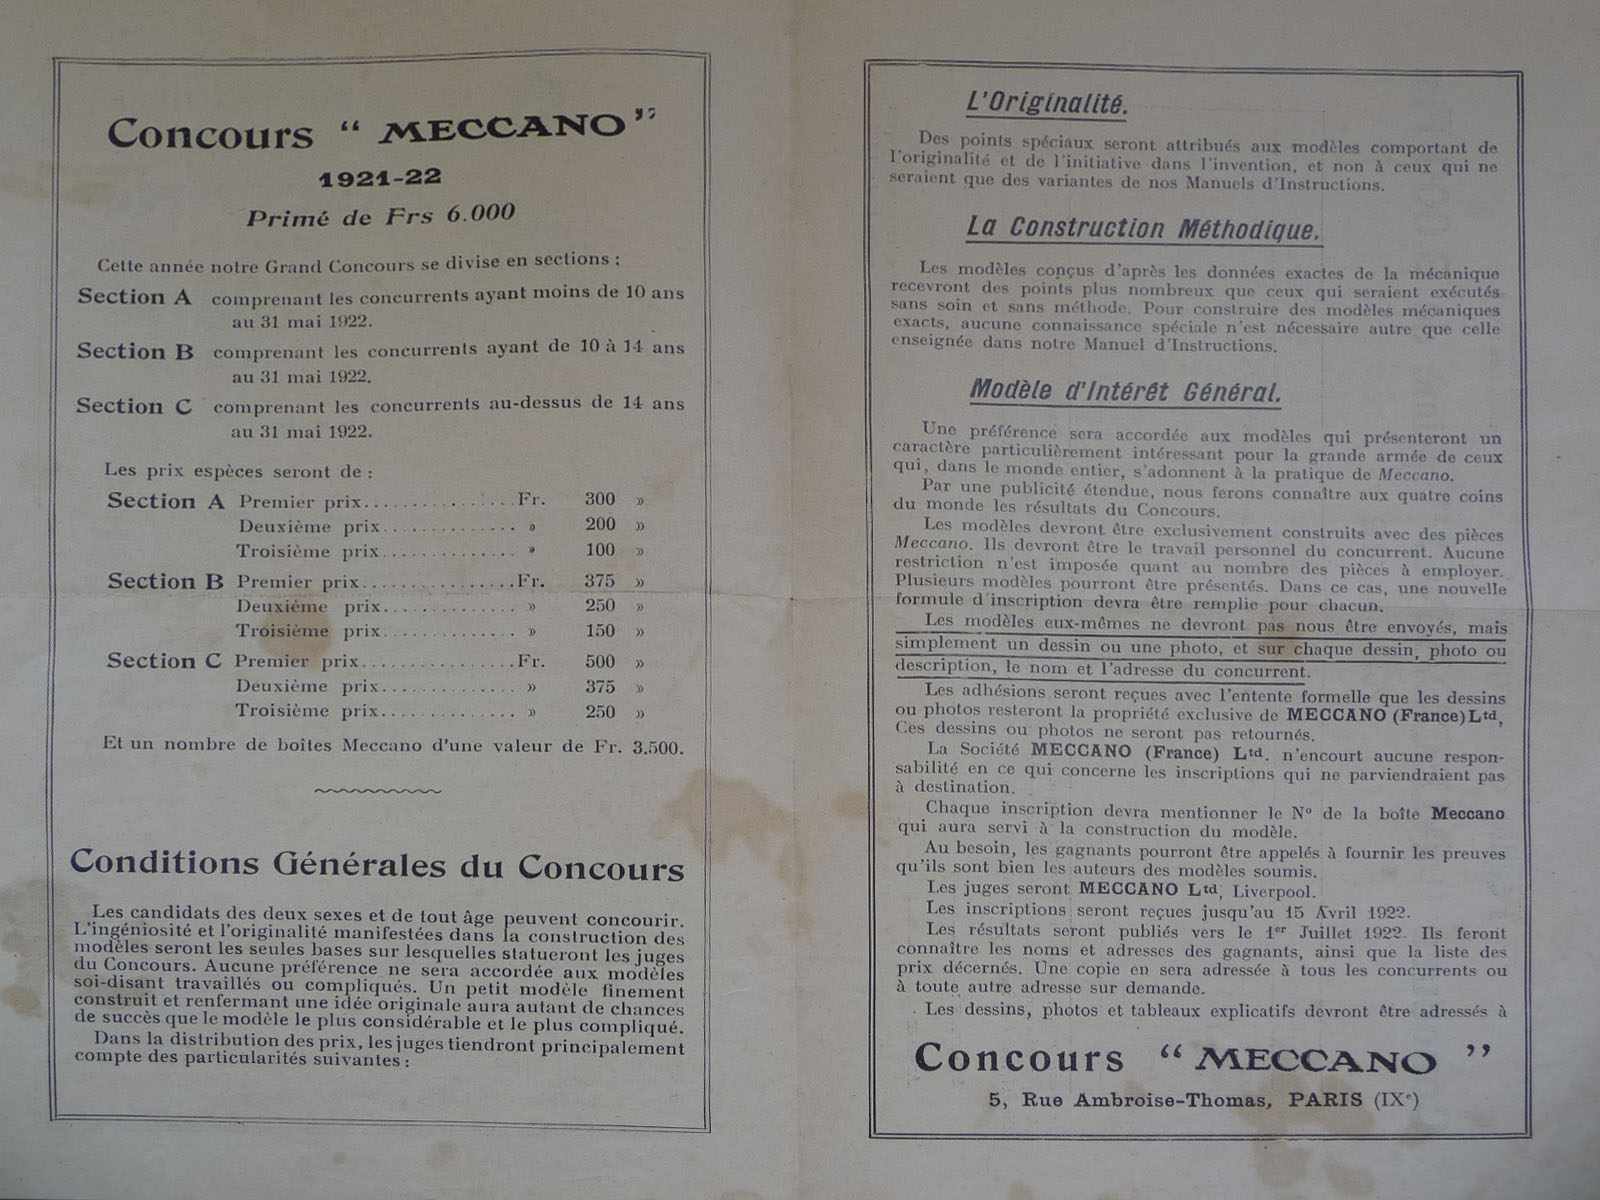 Concours “ MECCANO ”
1921-22
Primé de Frs 6.000
Cette année notre Grand Concours se divise en sections :
Section A comprenant les concurrents ayant moins de 10 ans
au 31 mai 1922.
Section B comprenant les concurrents ayant de 10 à 14 ans
au 31 mai 1922.
Section C comprenant les concurrents au-dessus de 14 ans
au 31 mai 1922.
Les prix espèces seront de :
Section A Premier prix................Fr. 300 »
Deuxième prix.............. » 200 »
Troisième prix.............. » 100 »
Section B Premier prix................Fr. 375 »
Deuxième prix.............. » 250 »
Troisième prix.............. » 150 »
Section C Premier prix................Fr. 500 »
Deuxième prix.............. » 375 »
Troisième prix.............. » 250 »
Et un nombre de boîtes Meccano d'une valeur de Fr. 3.500.
Conditions Générales du Concours
Les candidats des deux sexes et de tout âge peuvent concourir.
L'ingéniosité et l'originalité manifestées dans la construction des
modèles seront les seules bases sur lesquelles statueront les juges
du Concours. Aucune préférence ne sera accordée aux modèles
soi-disant travaillés ou compliqués. Un petit modèle finement
construit et renfermant une idée originale aura autant de chances
de succès que le modèle le plus considérable et le plus compliqué.
Dans la distribution des prix, les juges tiendront principalement
compte des particularités suivantes :
L'Originalité.
Des points spéciaux seront attribués aux modèles comportant de
l'originalité et de l'initiative dans l'invention, et non à ceux qui ne
seraient que des variantes de nos Manuels d'Instructions.
La Construction Méthodique.
Les modèles conçus d'après les données exactes de la mécanique
recevront des points plus nombreux que ceux qui seraient exécutés
sans soin et sans méthode. Pour construire des modèles mécaniques
exacts, aucune connaissance spéciale n'est nécessaire autre que celle
enseignée dans notre Manuel d'Instructions.
Modèle d'Intérêt Général.
Une préférence sera accordée aux modèles qui présenteront un
caractère particulièrement intéressant pour la grande armée de ceux
qui, dans le monde entier, s'adonnent à la pratique de Meccano.
Par une publicité étendue, nous ferons connaître aux quatre coins
du monde les résultats du Concours.
Les modèles devront être exclusivement construits avec des pièces
Meccano. Ils devront être le travail personnel du concurrent. Aucune
restriction n'est imposée quant au nombre des pièces à employer.
Plusieurs modèles pourront être présentés. Dans ce cas, une nouvelle
formule d'inscription devra être remplie pour chacun.
Les modèles eux-mêmes ne devront pas nous être envoyés, mais
simplement un dessin ou une photo, et sur chaque dessin, photo ou
description, le nom et l'adresse du concurrent.
Les adhésions seront reçues avec l'entente formelle que les dessins
ou photos resteront la propriété exclusive de MECCANO (France) Ltd,
Ces dessins ou photos ne seront pas retournés.
La Société MECCANO (France) Ltd. n'encourt aucune respon-
sabilité en ce qui concerne les inscriptions qui ne parviendraient pas
à destination.
Chaque inscription devra mentionner le Nº de la boîte Meccano
qui aura servi à la construction du modèle.
Au besoin, les gagnants pourront être appelés à fournir les preuves
qu'ils sont bien les auteurs des modèles soumis.
Les juges seront MECCANO Ltd, Liverpool.
Les inscriptions seront reçues jusqu'au 15 Avril 1922.
Les résultats seront publiés vers le 1er Juillet 1922. Ils feront
connaître les noms et adresses des gagnants, ainsi que la liste des
prix décernés. Une copie en sera adressée à tous les concurrents ou
à toute autre adresse sur demande.
Les dessins, photos et tableaux explicatifs devront être adressés à
Concours “ MECCANO ”
5, Rue Ambroise-Thomas, PARIS (IXe)